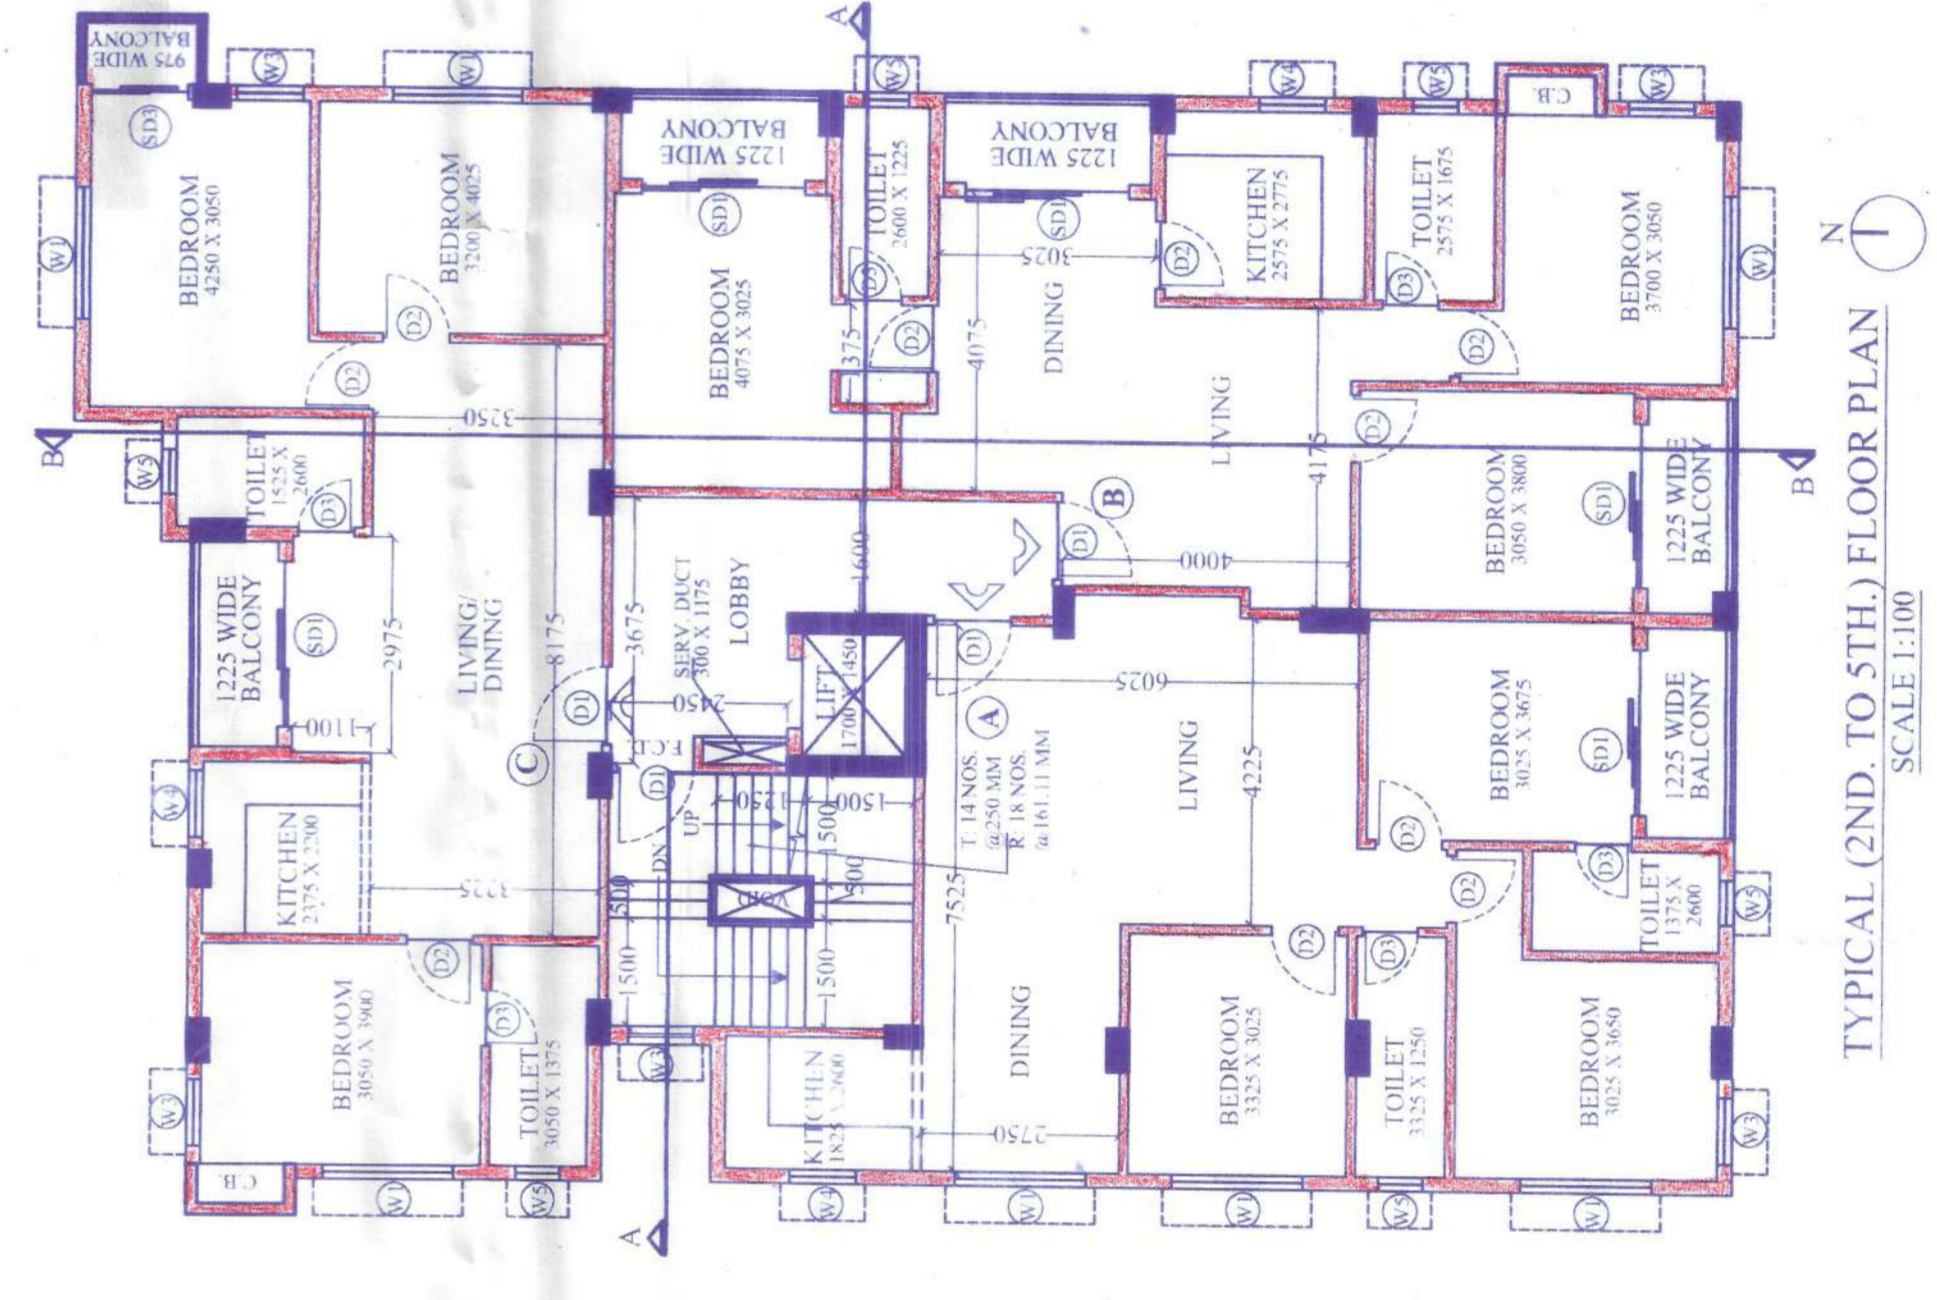 975 WIDE
BALCONY
W3
W1
SD3
W1
BEDROOM
4250 X 3050
BEDROOM
3200 X 4025
D2
D2
3250
1225 WIDE
BALCONY
SD1
BEDROOM
4075 X 3025
W5
TOILET
2600 X 1225
D3
D2
1225 WIDE
BALCONY
SD1
3025
4075
DINING
W4
KITCHEN
2575 X 2775
D2
W5
TOILET
2575 X 1675
D3
C.B.
W3
BEDROOM
3700 X 3050
W1
D2
A
B
W5
TOILET
1525 X
2600
D3
1225 WIDE
BALCONY
SD1
2975
1100
LIVING/
DINING
8175
3675
SERV. DUCT
300 X 1175
LOBBY
1600
2450
F.C.D.
LIFT
1700 X 1450
D1
C
D1
B
D1
A
D1
4000
LIVING
4175
D2
BEDROOM
3050 X 3800
SD1
1225 WIDE
BALCONY
B
W4
KITCHEN
2375 X 2200
3225
UP
DN
1250
1500
1500
500
500
VOID
1500
1500
T: 14 NOS.
@250 MM
R: 18 NOS.
@161.11 MM
6025
LIVING
4225
7525
BEDROOM
3025 X 3675
SD1
1225 WIDE
BALCONY
D2
D2
D3
TOILET
1375 X
2600
W5
W3
BEDROOM
3050 X 3900
D2
D3
TOILET
3050 X 1375
C.B.
W1
W5
A
W3
KITCHEN
1825 X 2600
W4
DINING
2750
W1
D2
BEDROOM
3325 X 3025
W1
D3
TOILET
3325 X 1250
W5
BEDROOM
3025 X 3650
W1
W3
N
TYPICAL (2ND. TO 5TH.) FLOOR PLAN
SCALE 1:100